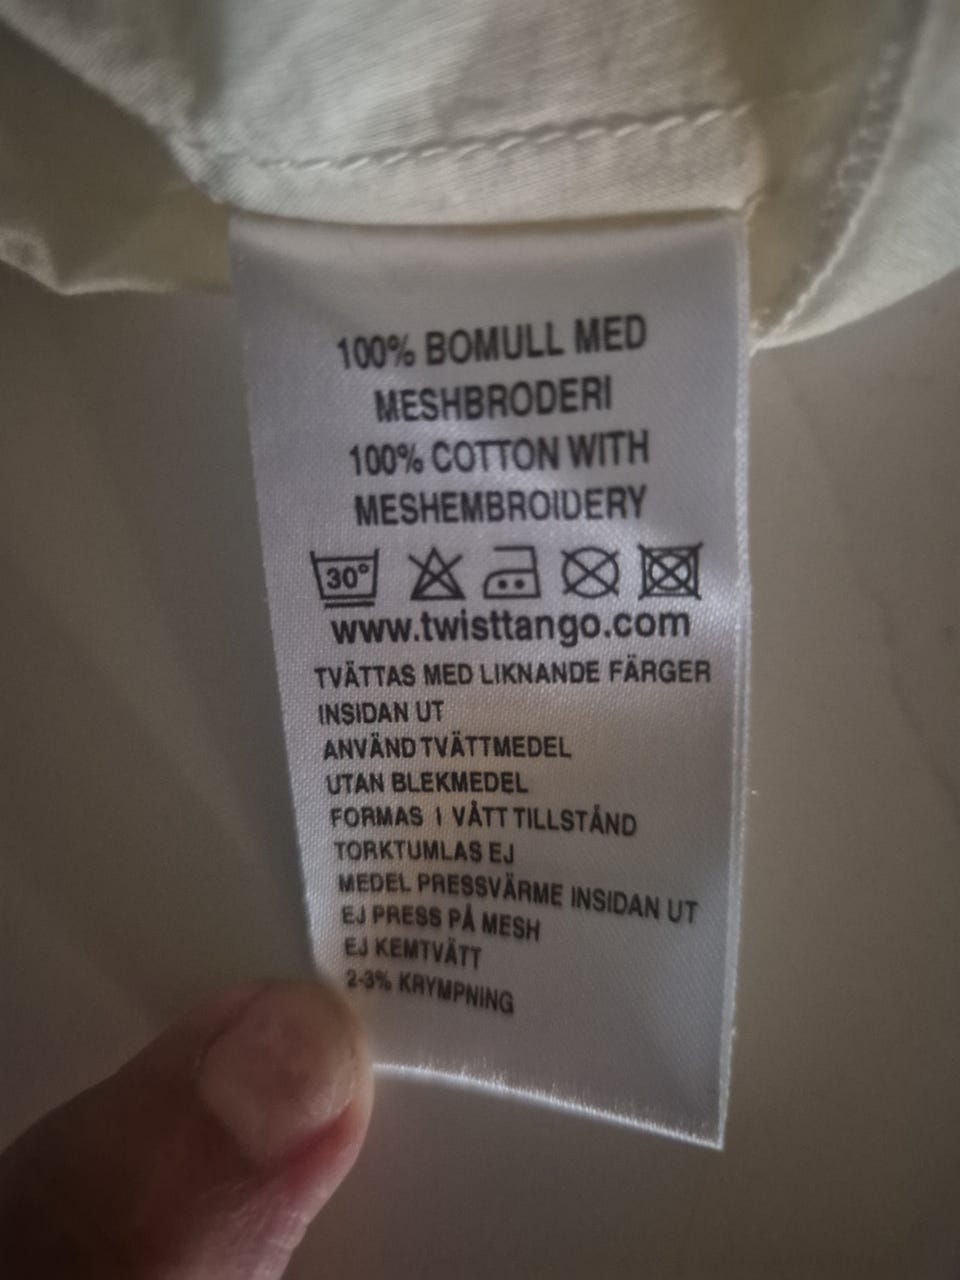 100% BOMULL MED
MESHBRODERI
100% COTTON WITH
MESHEMBROIDERY
30°
www.twisttango.com
TVÄTTAS MED LIKNANDE FÄRGER
INSIDAN UT
ANVÄND TVÄTTMEDEL
UTAN BLEKMEDEL
FORMAS I VÅTT TILLSTÅND
TORKTUMLAS EJ
MEDEL PRESSVÄRME INSIDAN UT
EJ PRESS PÅ MESH
EJ KEMTVÄTT
2-3% KRYMPNING